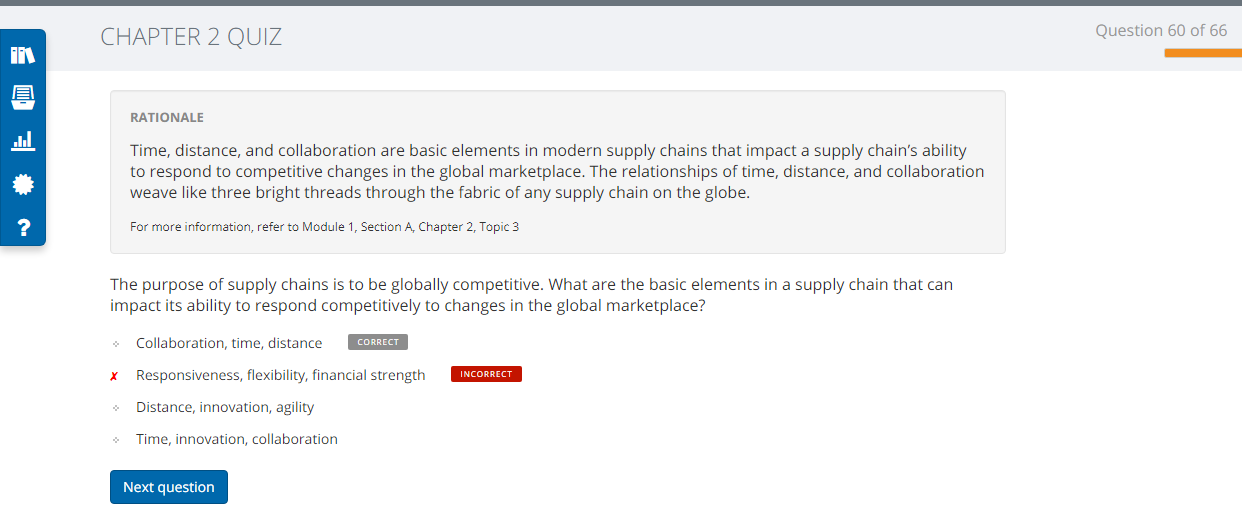 CHAPTER 2 QUIZ
Question 60 of 66
RATIONALE
Time, distance, and collaboration are basic elements in modern supply chains that impact a supply chain’s ability
to respond to competitive changes in the global marketplace. The relationships of time, distance, and collaboration
weave like three bright threads through the fabric of any supply chain on the globe.
For more information, refer to Module 1, Section A, Chapter 2, Topic 3
The purpose of supply chains is to be globally competitive. What are the basic elements in a supply chain that can
impact its ability to respond competitively to changes in the global marketplace?
Collaboration, time, distance CORRECT
✗ Responsiveness, flexibility, financial strength INCORRECT
Distance, innovation, agility
Time, innovation, collaboration
Next question
?